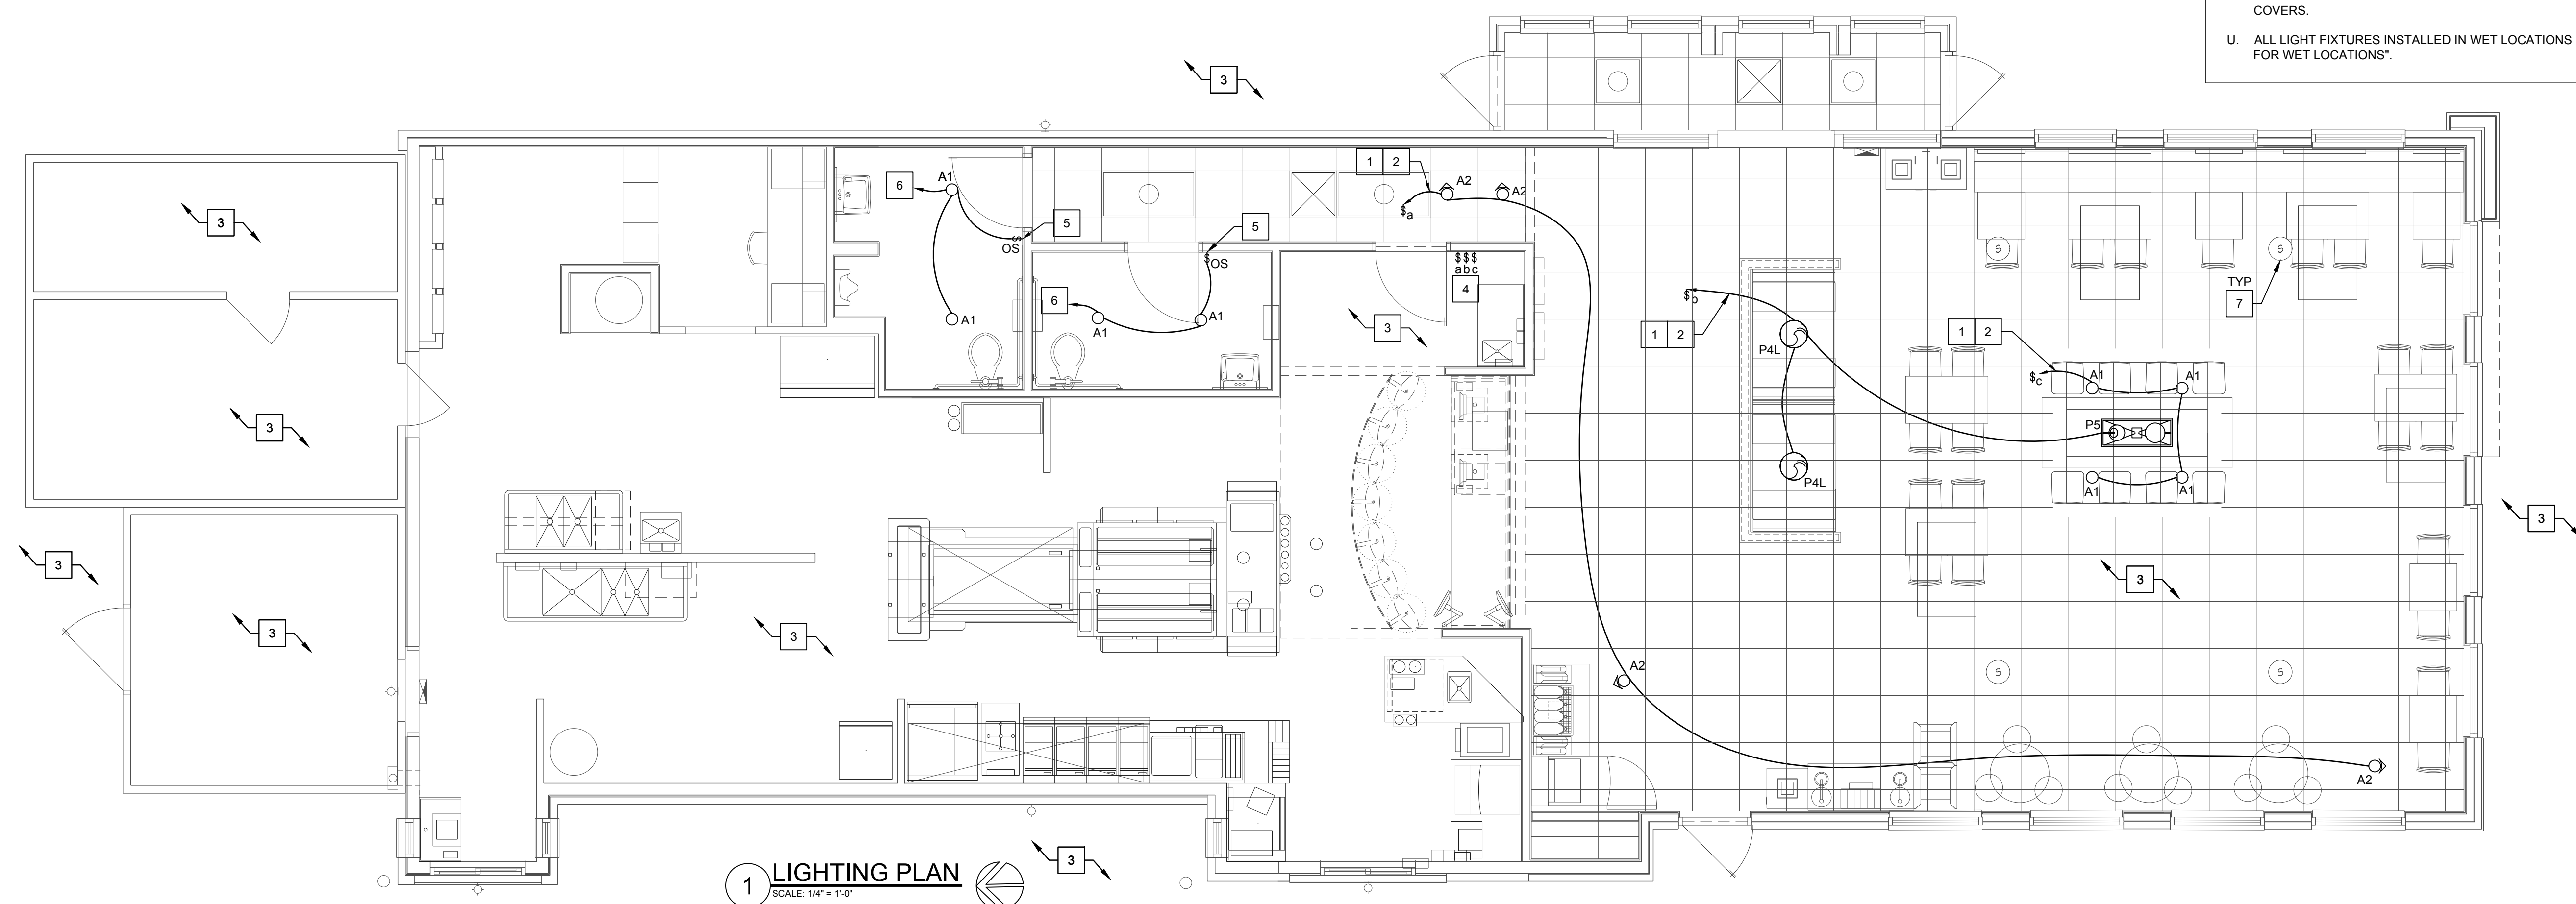 COVERS.
U. ALL LIGHT FIXTURES INSTALLED IN WET LOCATIONS
FOR WET LOCATIONS".
3
3
A1
6
1 2
A2
A2
$a
5
5
OS
$OS
$$$
abc
4
S
S
TYP
7
6
A1
A1
A1
3
$b
1 2
P4L
1 2
$c
A1
A1
P5
P4L
A1
A1
3
3
3
3
3
3
A2
S
S
A2
3
1 LIGHTING PLAN
SCALE: 1/4" = 1'-0"